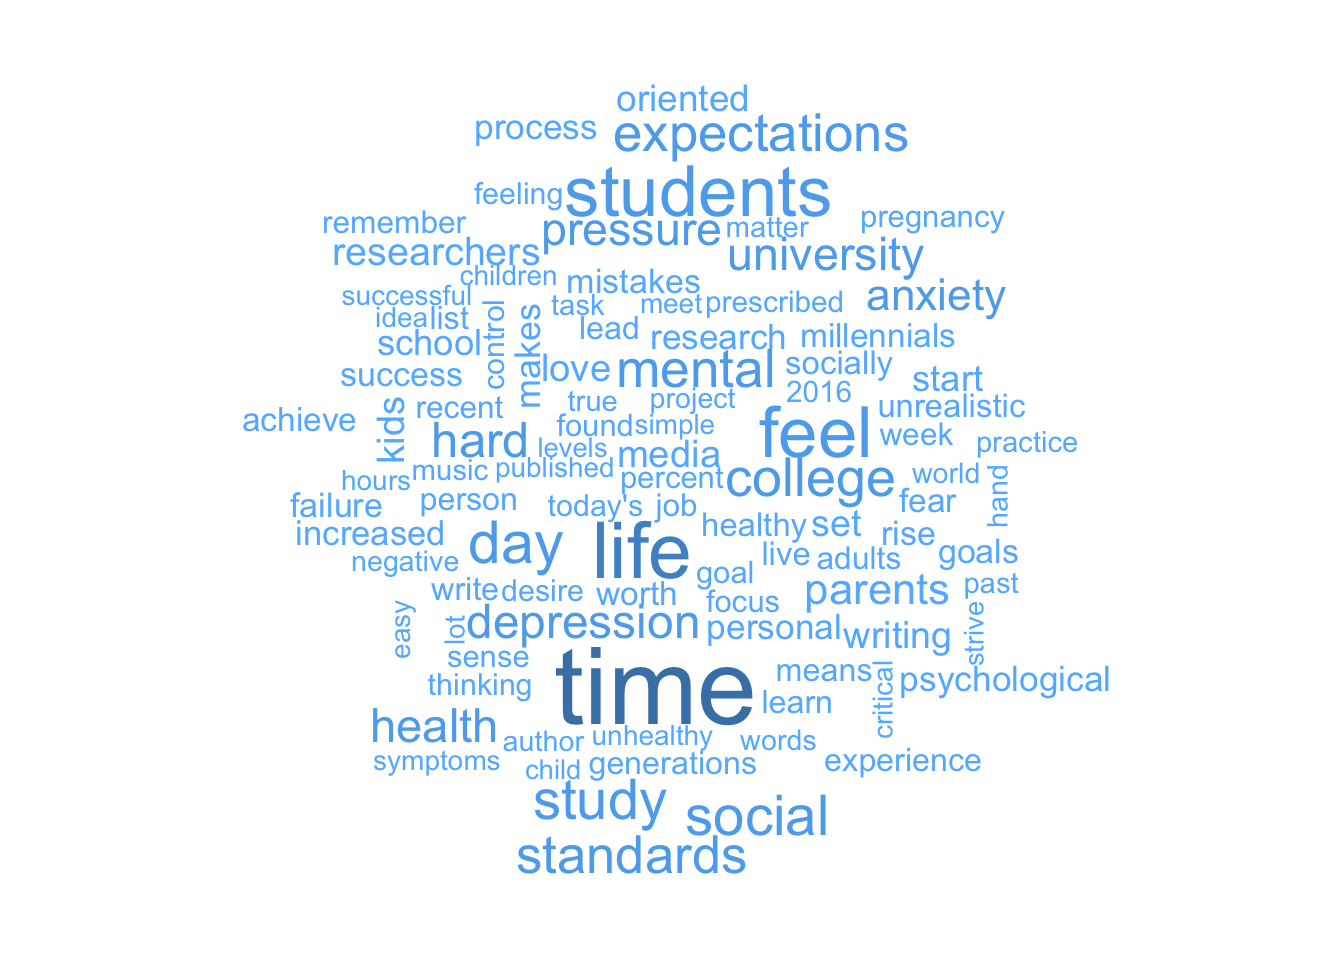 oriented
process expectations
feeling students
remember pressure matter pregnancy
researchers university
children mistakes anxiety
successful task meet prescribed
idea list control makes lead research millennials
school love mental socially start
success 2016
achieve kids recent true project feel unrealistic
hard found simple week practice
levels media
music published percent college world hand
hours person today's job fear
failure healthy set rise
increased day life live adults goals
negative goal
write desire worth focus parents past
easy lot depression personal writing strive
sense time means critical psychological
thinking learn
health author unhealthy words
symptoms child generations experience
study social
standards